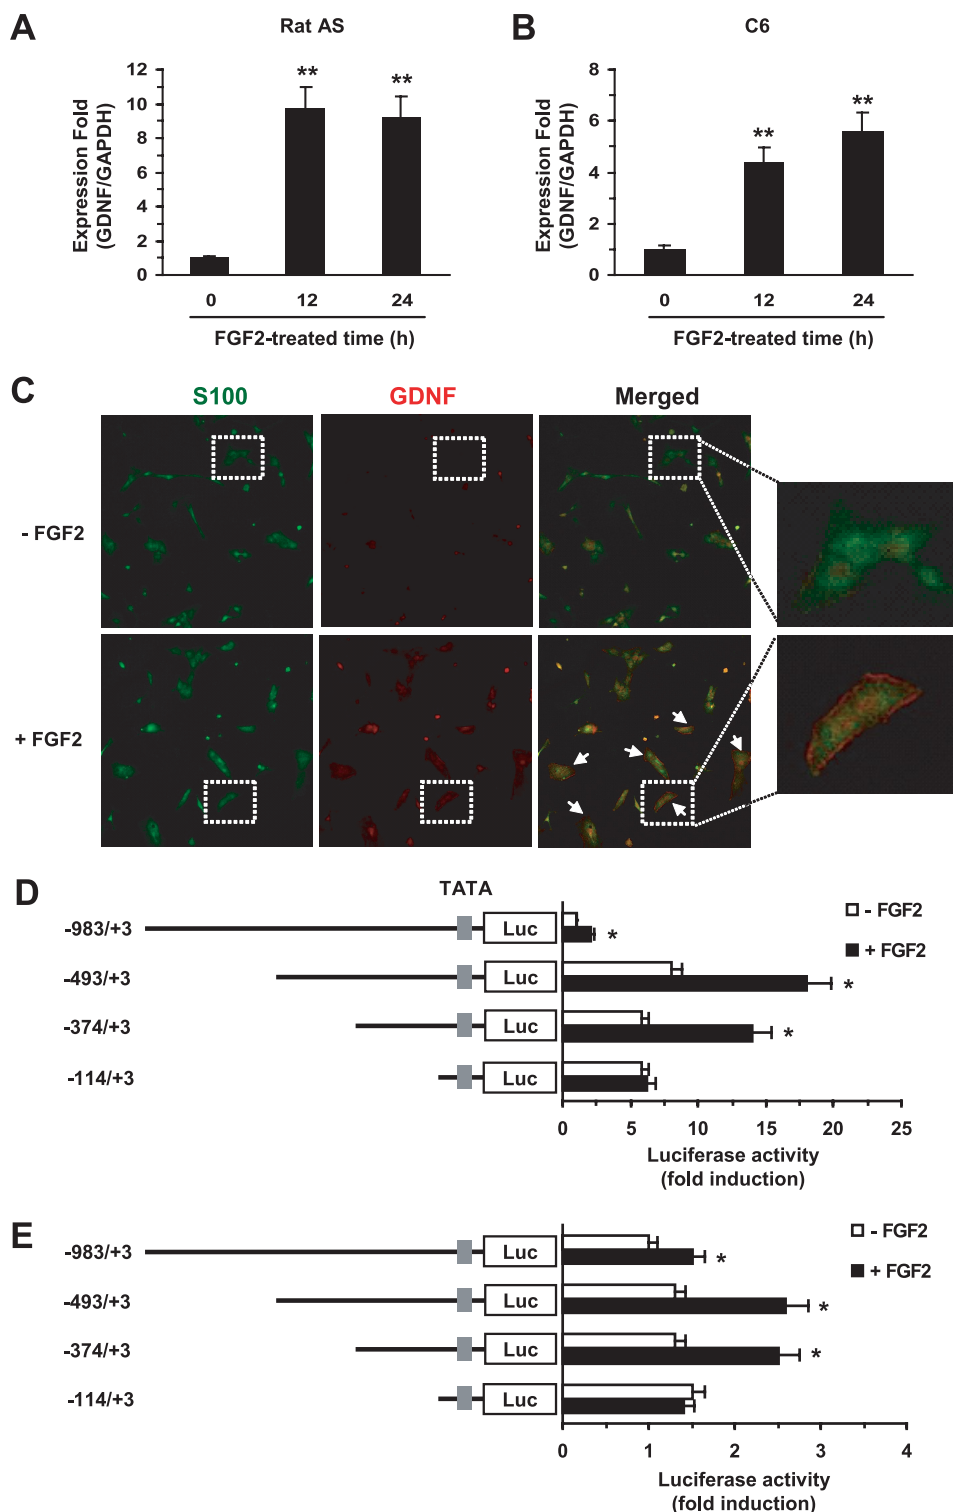 A
Rat AS
Expression Fold
(GDNF/GAPDH)
12
10
8
6
4
2
0
**
**
0 12 24
FGF2-treated time (h)
B
C6
Expression Fold
(GDNF/GAPDH)
8
6
4
2
0
**
**
0 12 24
FGF2-treated time (h)
C
S100 GDNF Merged
- FGF2
+ FGF2
D
TATA
-983/+3 Luc *
-493/+3 Luc *
-374/+3 Luc *
-114/+3 Luc
- FGF2
+ FGF2
0 5 10 15 20 25
Luciferase activity
(fold induction)
E
-983/+3 Luc *
-493/+3 Luc *
-374/+3 Luc *
-114/+3 Luc
- FGF2
+ FGF2
0 1 2 3 4
Luciferase activity
(fold induction)